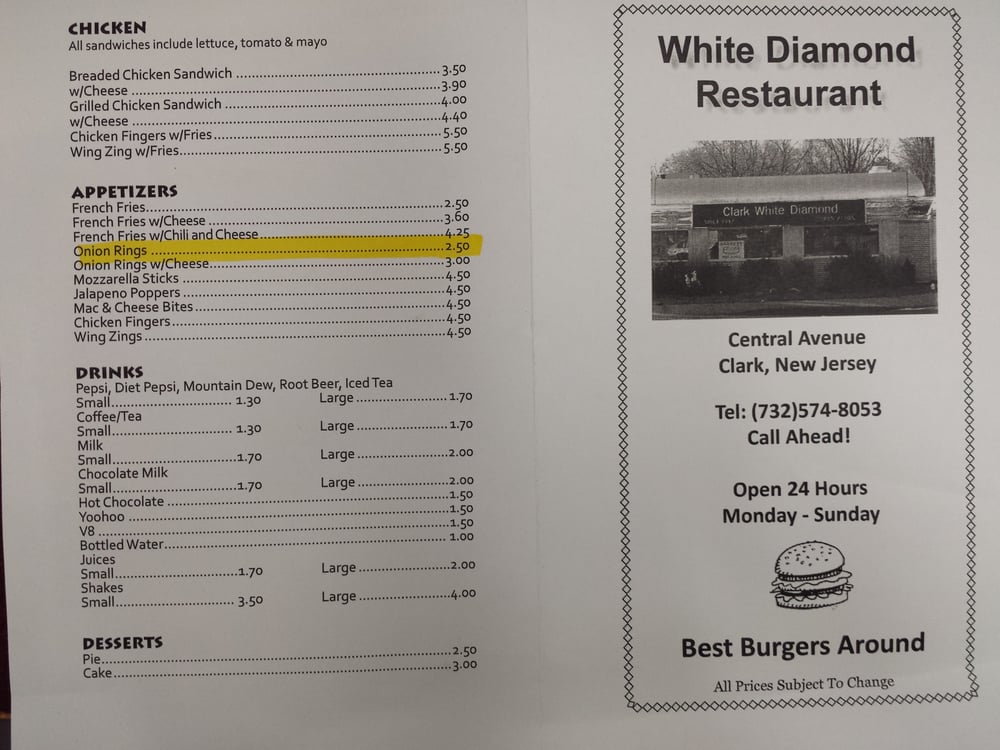 CHICKEN
All sandwiches include lettuce, tomato & mayo
Breaded Chicken Sandwich ........ 3.50
w/Cheese ........ 3.90
Grilled Chicken Sandwich ........ 4.00
w/Cheese ........ 4.40
Chicken Fingers w/Fries ........ 5.50
Wing Zing w/Fries ........ 5.50
APPETIZERS
French Fries ........ 2.50
French Fries w/Cheese ........ 3.60
French Fries w/Chili and Cheese ........ 4.25
Onion Rings ........ 2.50
Onion Rings w/Cheese ........ 3.00
Mozzarella Sticks ........ 4.50
Jalapeno Poppers ........ 4.50
Mac & Cheese Bites ........ 4.50
Chicken Fingers ........ 4.50
Wing Zings ........ 4.50
DRINKS
Pepsi, Diet Pepsi, Mountain Dew, Root Beer, Iced Tea
Small ........ 1.30 Large ........ 1.70
Coffee/Tea
Small ........ 1.30 Large ........ 1.70
Milk
Small ........ 1.70 Large ........ 2.00
Chocolate Milk
Small ........ 1.70 Large ........ 2.00
Hot Chocolate ........ 1.50
Yoohoo ........ 1.50
V8 ........ 1.50
Bottled Water ........ 1.00
Juices
Small ........ 1.70 Large ........ 2.00
Shakes
Small ........ 3.50 Large ........ 4.00
DESSERTS
Pie ........ 2.50
Cake ........ 3.00
White Diamond
Restaurant
Clark White Diamond
Central Avenue
Clark, New Jersey
Tel: (732)574-8053
Call Ahead!
Open 24 Hours
Monday - Sunday
Best Burgers Around
All Prices Subject To Change